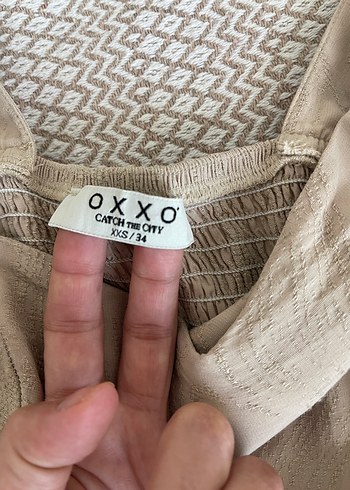 OXXO
CATCH THE CITY
XXS / 34